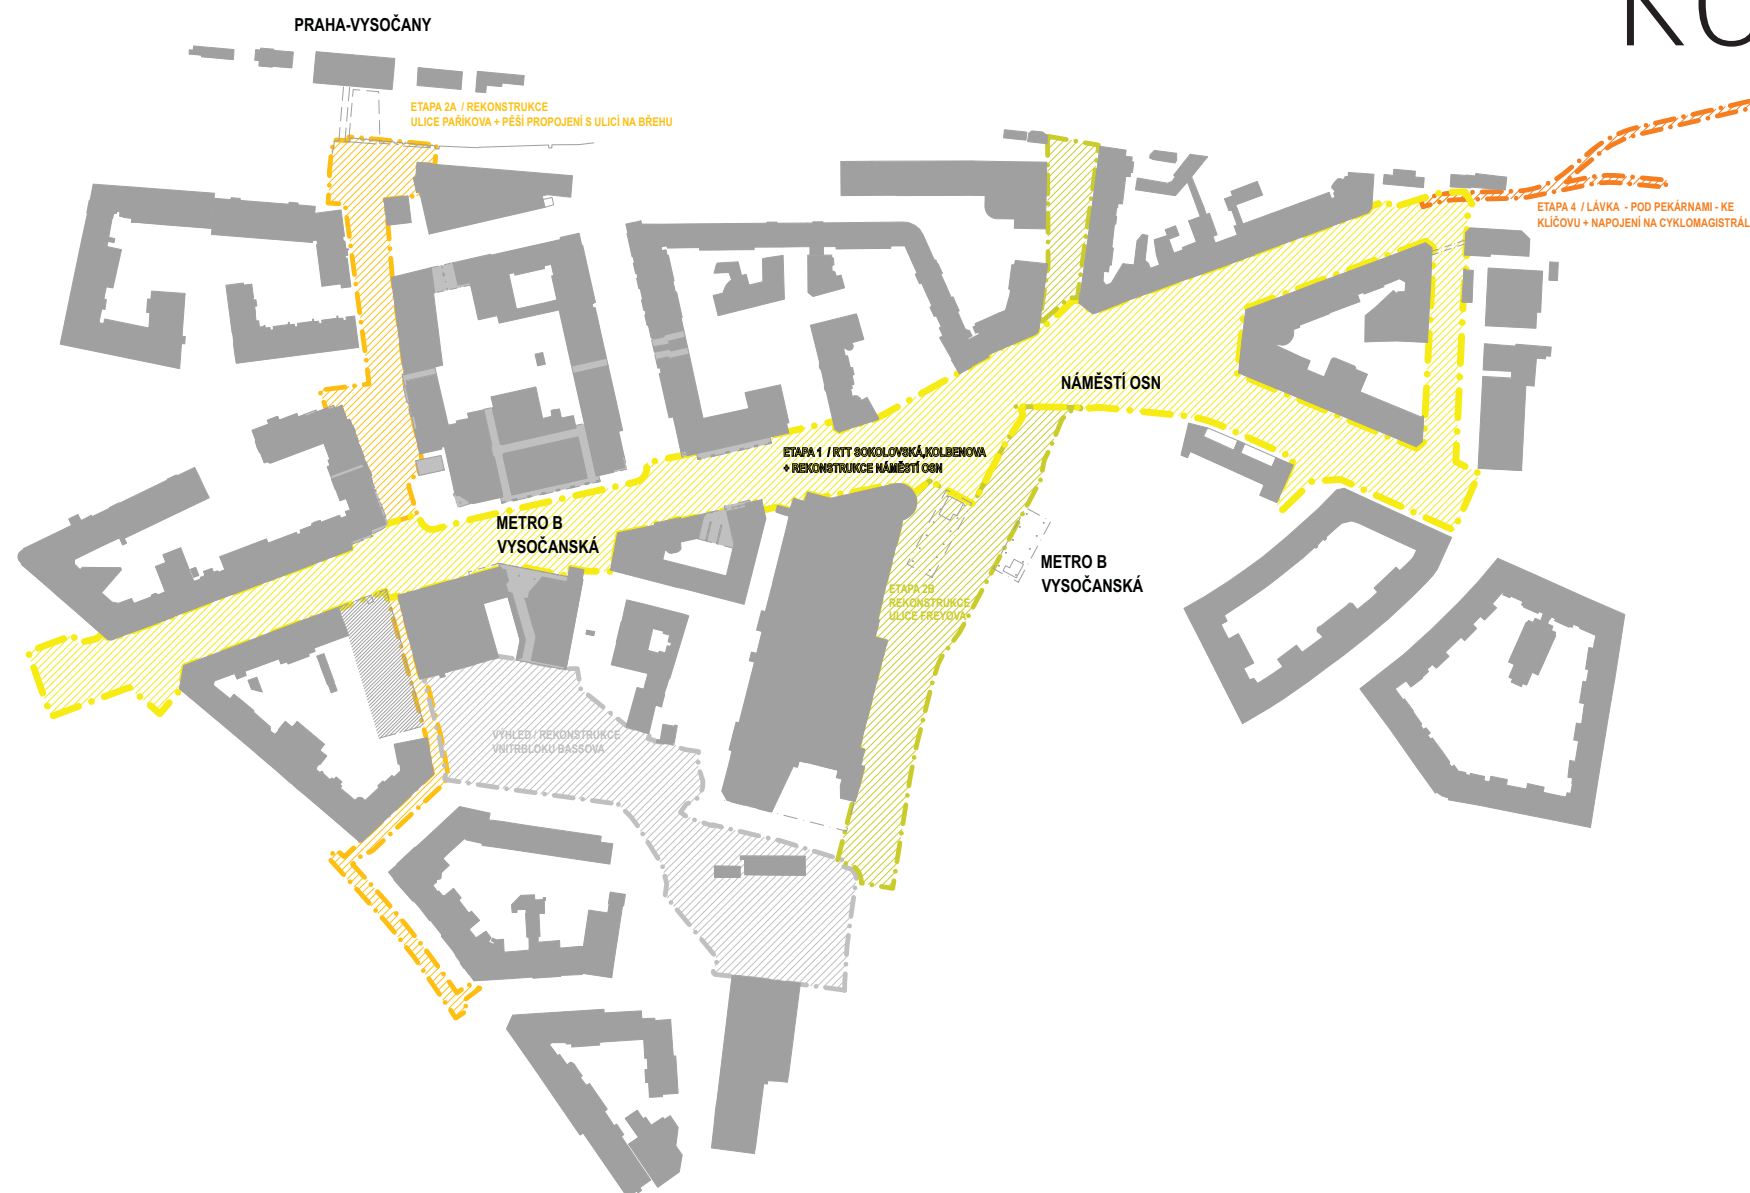 KO
PRAHA-VYSOČANY
ETAPA 2A / REKONSTRUKCE
ULICE PAŘÍKOVA + PĚŠÍ PROPOJENÍ S ULICÍ NA BŘEHU
ETAPA 4 / LÁVKA - POD PEKÁRNAMI - KE
KLÍČOVU + NAPOJENÍ NA CYKLOMAGISTRÁL
NÁMĚSTÍ OSN
ETAPA 1 / RTT SOKOLOVSKÁ,KOLBENOVA
+ REKONSTRUKCE NÁMĚSTÍ OSN
METRO B
VYSOČANSKÁ
METRO B
VYSOČANSKÁ
ETAPA 2B
REKONSTRUKCE
ULICE FREYOVA
VÝHLED / REKONSTRUKCE
VNITRBLOKU BASSOVA